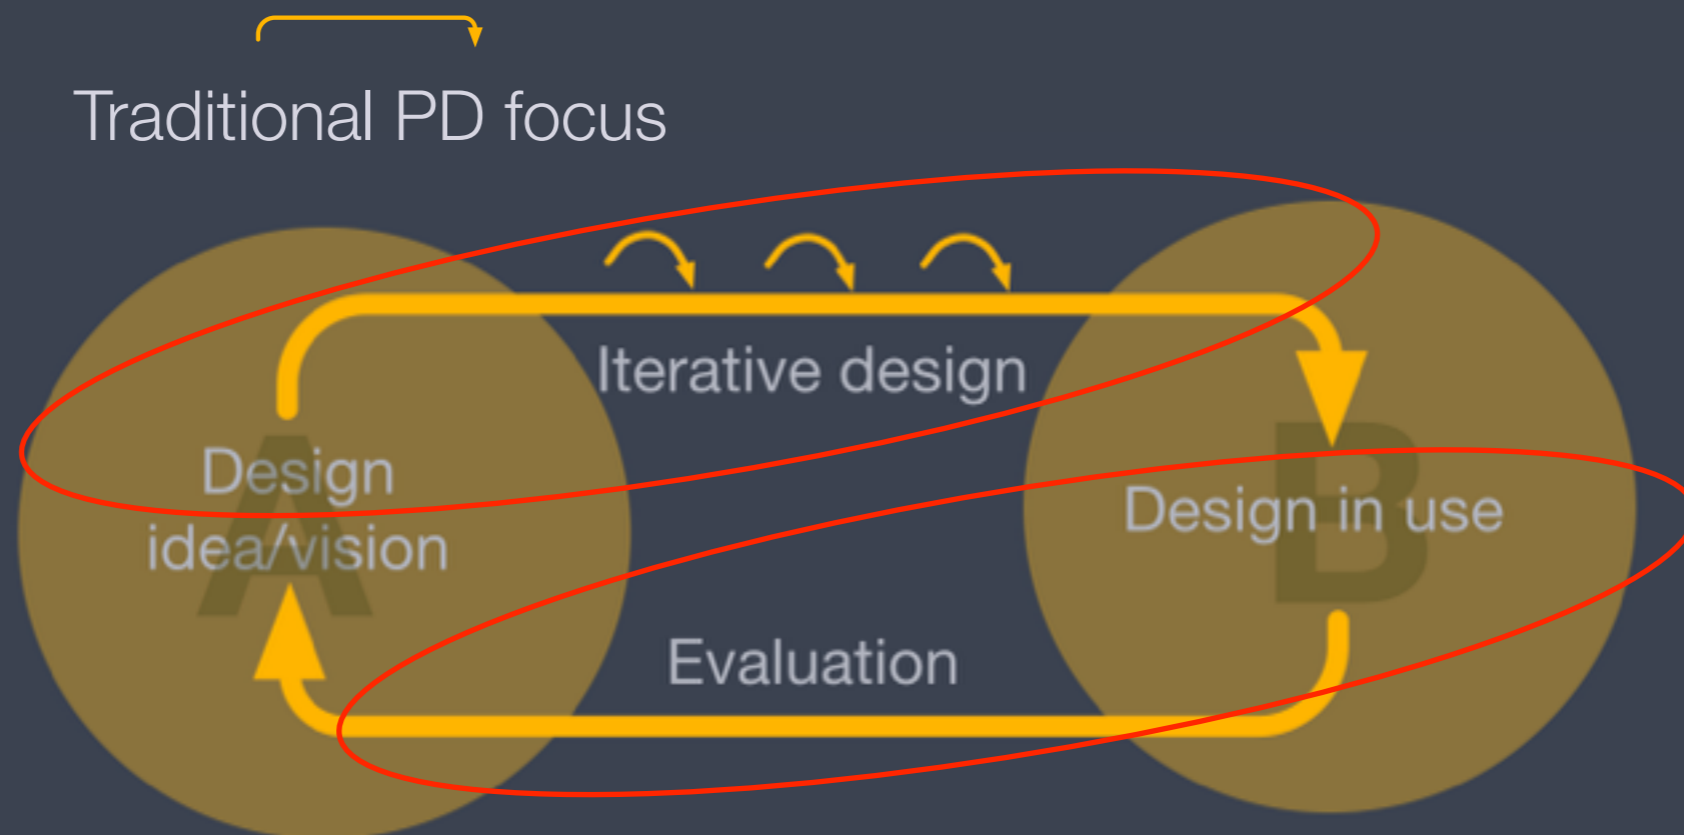 Traditional PD focus
Iterative design
A
Design
idea/vision
B
Design in use
Evaluation